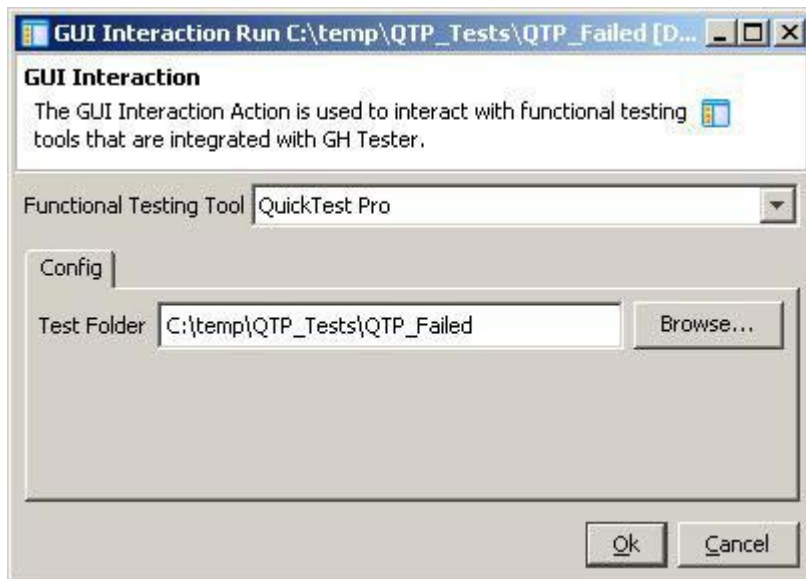 GUI Interaction Run C:\temp\QTP_Tests\QTP_Failed [D...
GUI Interaction
The GUI Interaction Action is used to interact with functional testing
tools that are integrated with GH Tester.
Functional Testing Tool QuickTest Pro
Config
Test Folder C:\temp\QTP_Tests\QTP_Failed Browse...
Ok Cancel